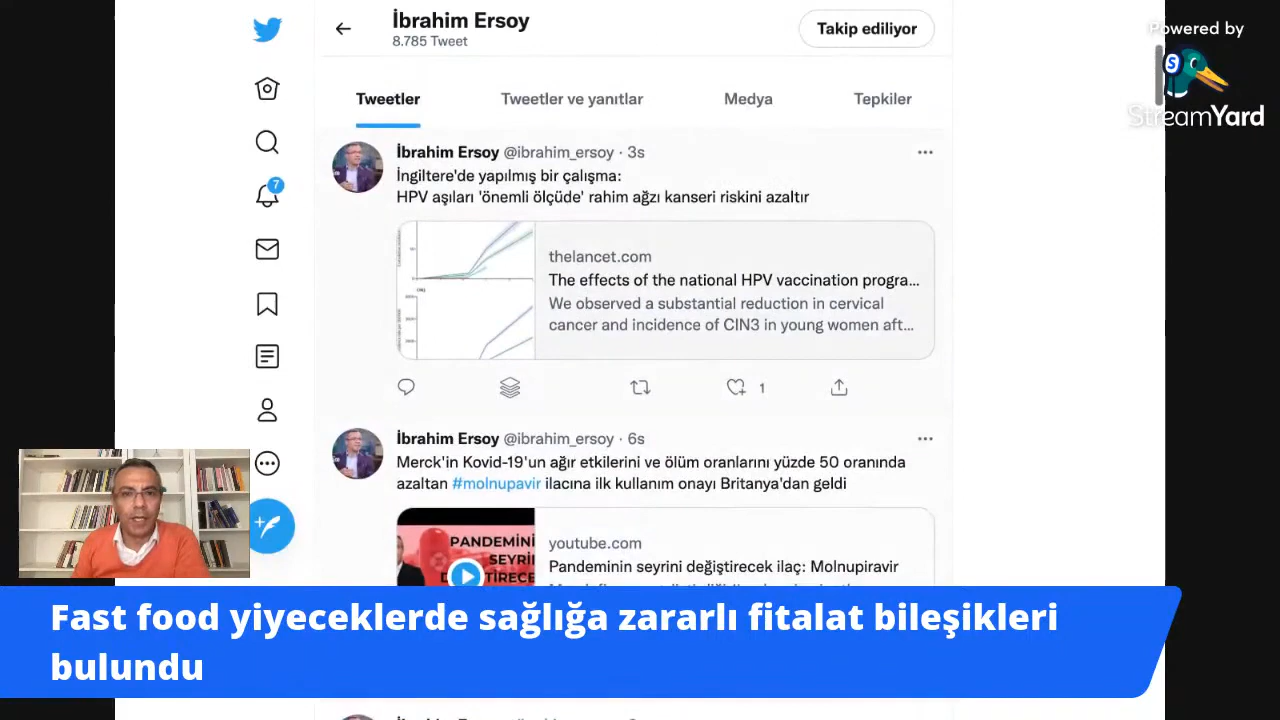 İbrahim Ersoy
8.785 Tweet
Takip ediliyor
Powered by
StreamYard
Tweetler
Tweetler ve yanıtlar
Medya
Tepkiler
İbrahim Ersoy @ibrahim_ersoy · 3s
İngiltere'de yapılmış bir çalışma:
HPV aşıları 'önemli ölçüde' rahim ağzı kanseri riskini azaltır
thelancet.com
The effects of the national HPV vaccination progra...
We observed a substantial reduction in cervical
cancer and incidence of CIN3 in young women aft...
1
7
İbrahim Ersoy @ibrahim_ersoy · 6s
Merck'in Kovid-19'un ağır etkilerini ve ölüm oranlarını yüzde 50 oranında
azaltan #molnupavir ilacına ilk kullanım onayı Britanya'dan geldi
PANDEMİNİ
SEYRİ
youtube.com
Pandeminin seyrini değiştirecek ilaç: Molnupiravir
Fast food yiyeceklerde sağlığa zararlı fitalat bileşikleri
bulundu